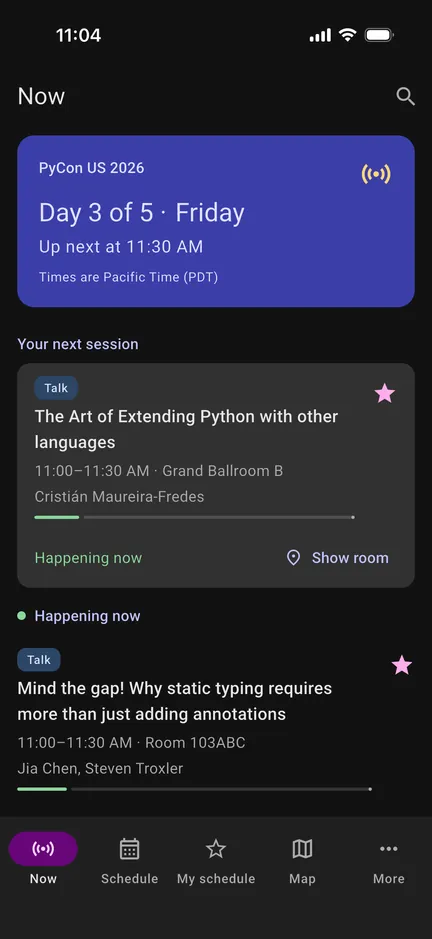 11:04
Now
PyCon US 2026
Day 3 of 5 · Friday
Up next at 11:30 AM
Times are Pacific Time (PDT)
Your next session
Talk
The Art of Extending Python with other
languages
11:00–11:30 AM · Grand Ballroom B
Cristián Maureira-Fredes
Happening now
Show room
Happening now
Talk
Mind the gap! Why static typing requires
more than just adding annotations
11:00–11:30 AM · Room 103ABC
Jia Chen, Steven Troxler
Now
Schedule
My schedule
Map
More